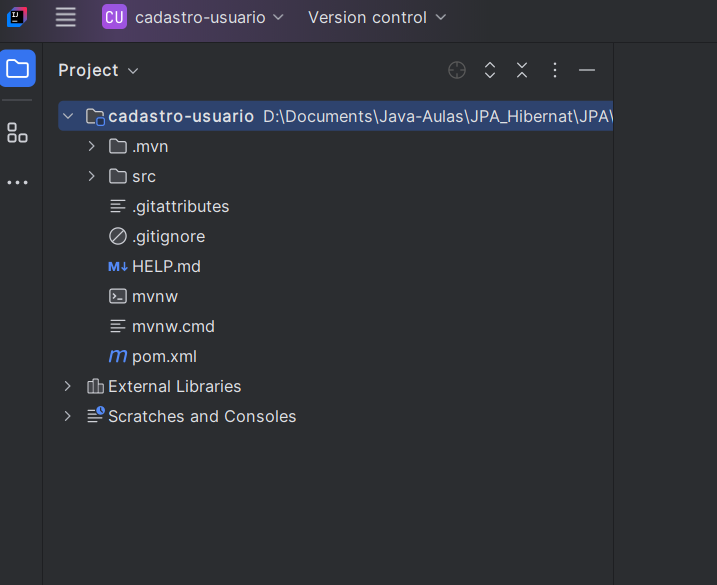 IJ
CU cadastro-usuario Version control
Project
cadastro-usuario D:\Documents\Java-Aulas\JPA_Hibernat\JPA\
.mvn
src
.gitattributes
.gitignore
M↓ HELP.md
mvnw
mvnw.cmd
m pom.xml
External Libraries
Scratches and Consoles